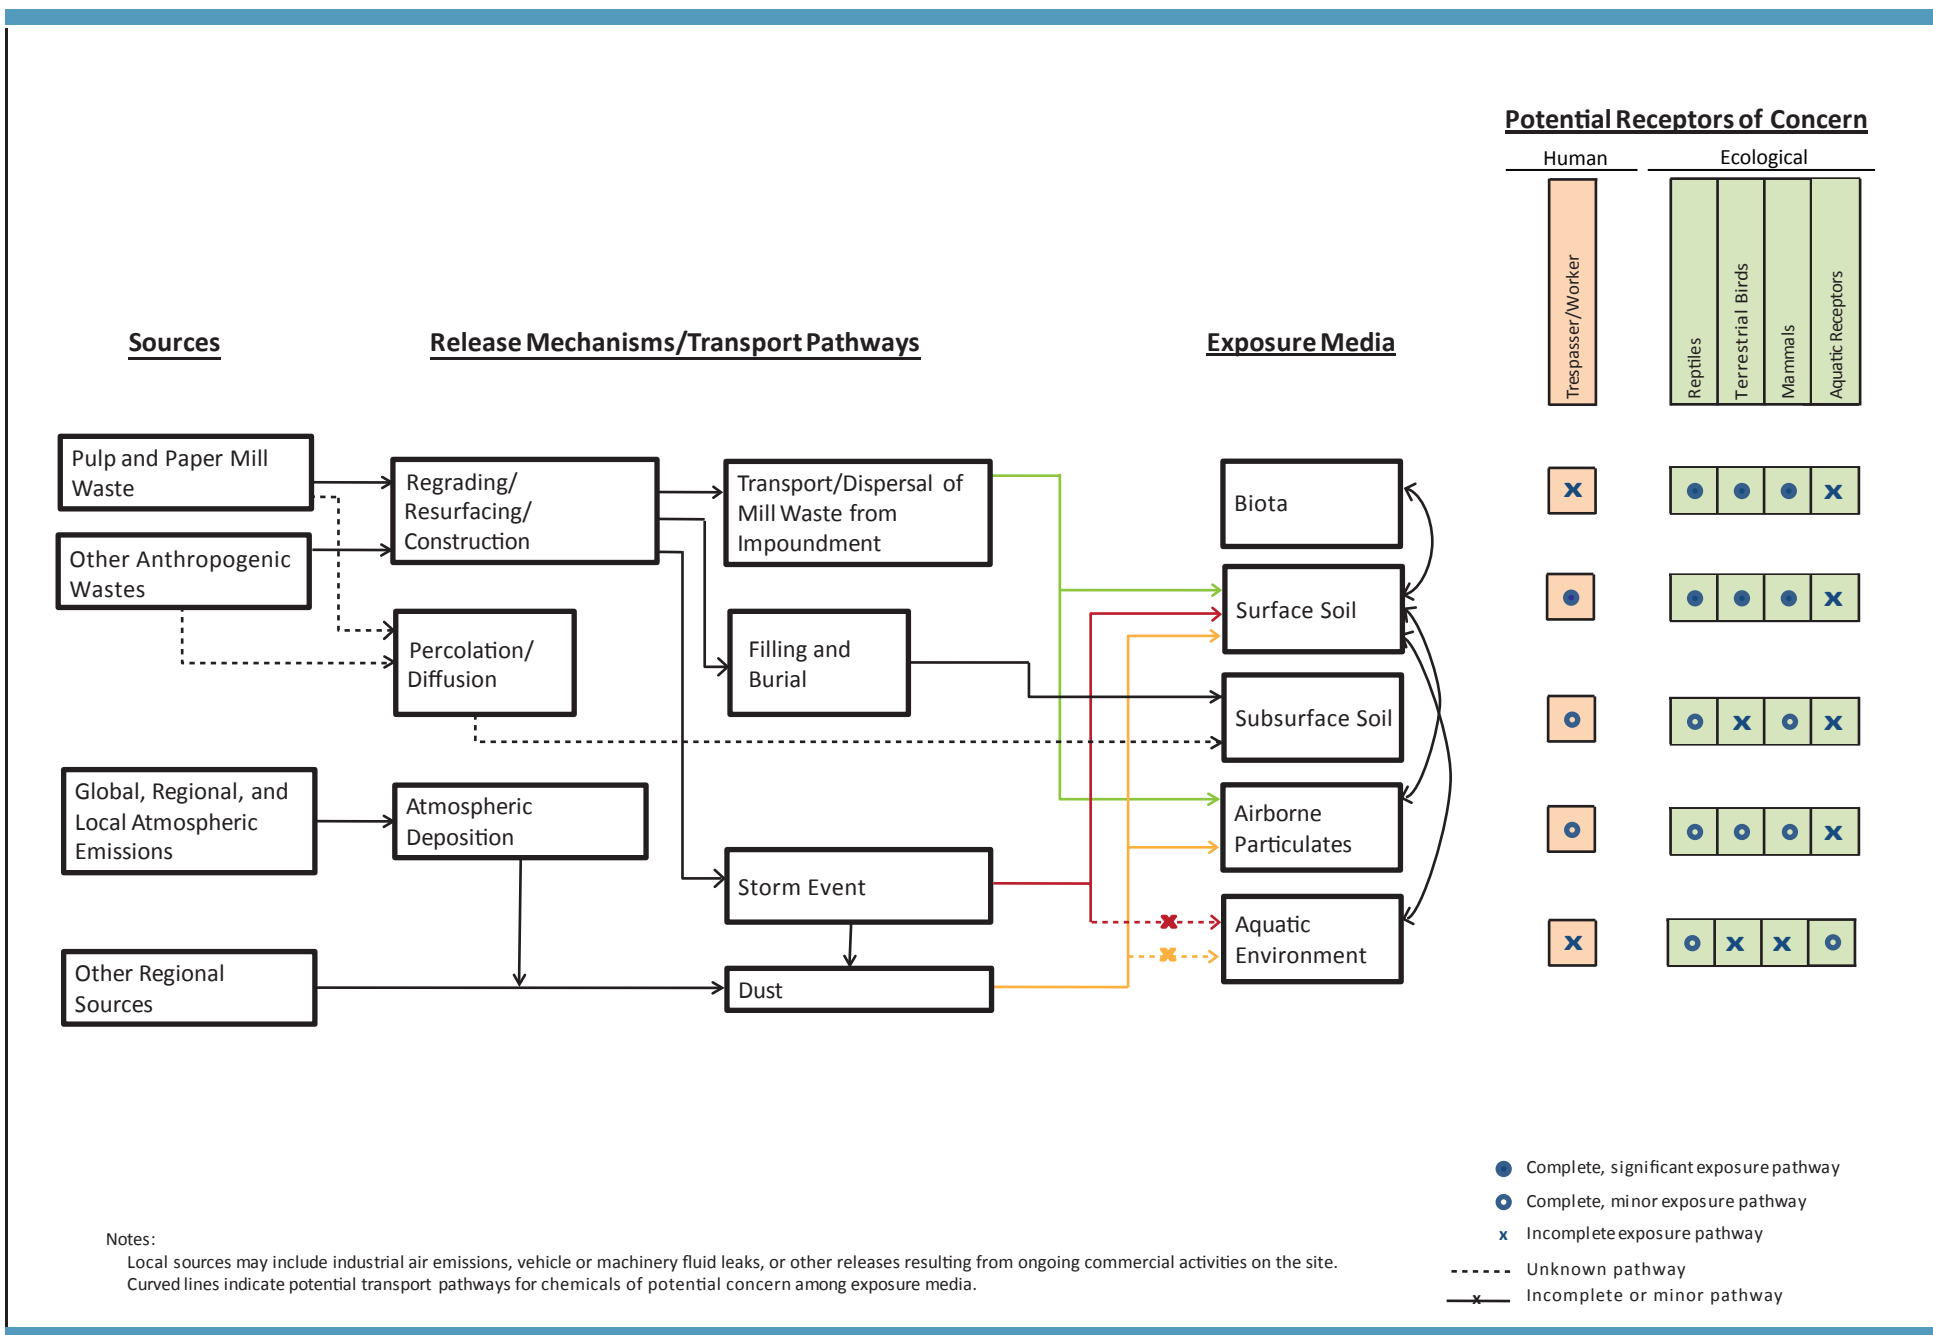 Potential Receptors of Concern
Human
Ecological
Trespasser/Worker
Reptiles
Terrestrial Birds
Mammals
Aquatic Receptors
Sources
Release Mechanisms/Transport Pathways
Exposure Media
Pulp and Paper Mill
Waste
Other Anthropogenic
Wastes
Global, Regional, and
Local Atmospheric
Emissions
Other Regional
Sources
Regrading/
Resurfacing/
Construction
Percolation/
Diffusion
Atmospheric
Deposition
Transport/Dispersal of
Mill Waste from
Impoundment
Filling and
Burial
Storm Event
Dust
Biota
Surface Soil
Subsurface Soil
Airborne
Particulates
Aquatic
Environment
x x
x
x x
x
x x x
x x
Complete, significant exposure pathway
Complete, minor exposure pathway
x Incomplete exposure pathway
Unknown pathway
x Incomplete or minor pathway
Notes:
Local sources may include industrial air emissions, vehicle or machinery fluid leaks, or other releases resulting from ongoing commercial activities on the site.
Curved lines indicate potential transport pathways for chemicals of potential concern among exposure media.